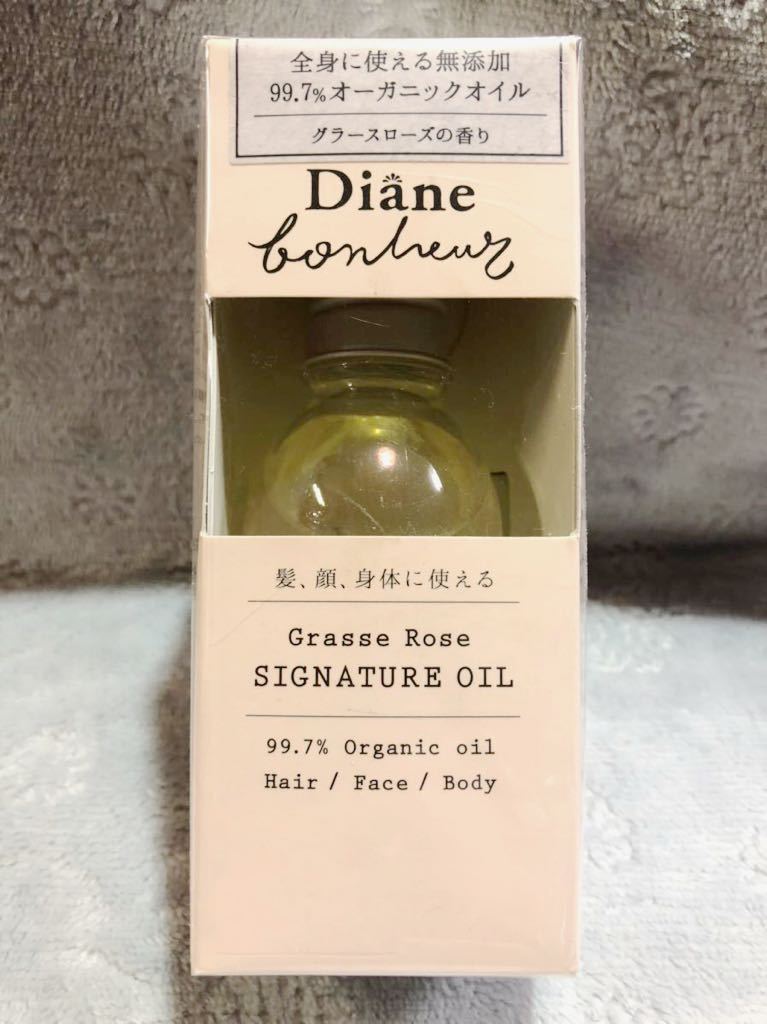 全身に使える無添加
99.7%オーガニックオイル
グラースローズの香り
Diane
bonheur
髪、顔、身体に使える
Grasse Rose
SIGNATURE OIL
99.7% Organic oil
Hair / Face / Body